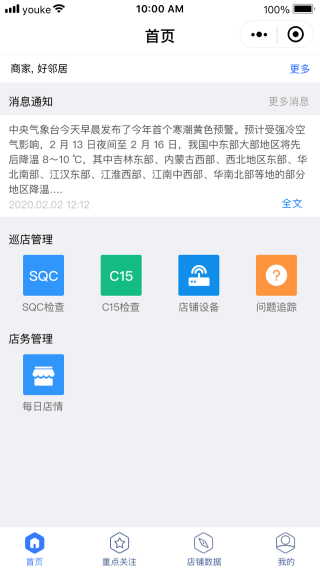 youke 10:00 AM 100%
首页
商家, 好邻居 更多
消息通知 更多消息
中央气象台今天早晨发布了今年首个寒潮黄色预警。预计受强冷空
气影响，2 月 13 日夜间至 2 月 16 日，我国中东部大部地区将先
后降温 8～10 ℃，其中吉林东部、内蒙古西部、西北地区东部、华
北南部、江汉东部、江淮西部、江南中西部、华南北部等地的部分
地区降温....
2020.02.02 12:12 全文
巡店管理
SQC C15 ?
SQC检查 C15检查 店铺设备 问题追踪
店务管理
每日店情
首页 重点关注 店铺数据 我的